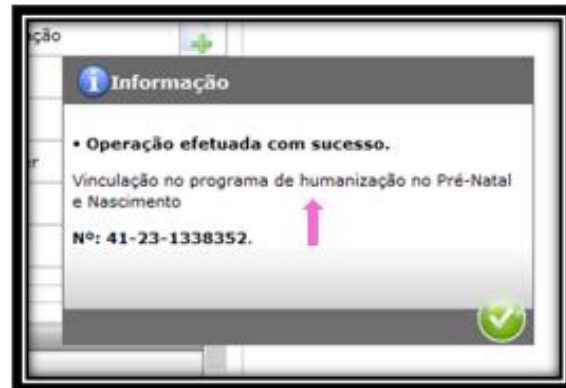 ção
Informação
• Operação efetuada com sucesso.
er
Vinculação no programa de humanização no Pré-Natal
e Nascimento
Nº: 41-23-1338352.